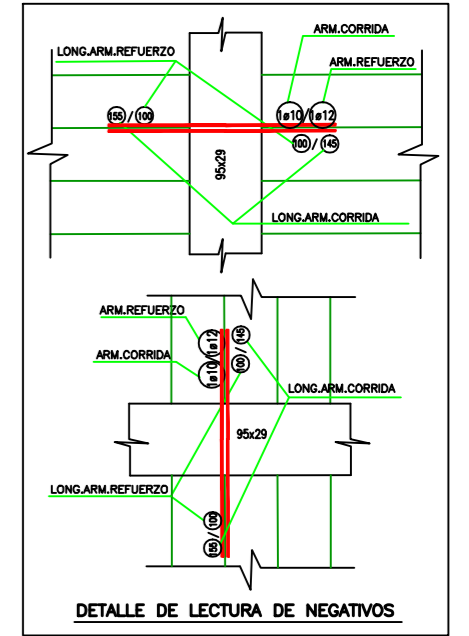 ARM.CORRIDA
LONG.ARM.REFUERZO
ARM.REFUERZO
155 / 100
1ø10/1ø12
100 / 145
95x29
LONG.ARM.CORRIDA
ARM.REFUERZO
1ø10/1ø12
100 / 145
ARM.CORRIDA
LONG.ARM.CORRIDA
95x29
LONG.ARM.REFUERZO
155 / 100
DETALLE DE LECTURA DE NEGATIVOS